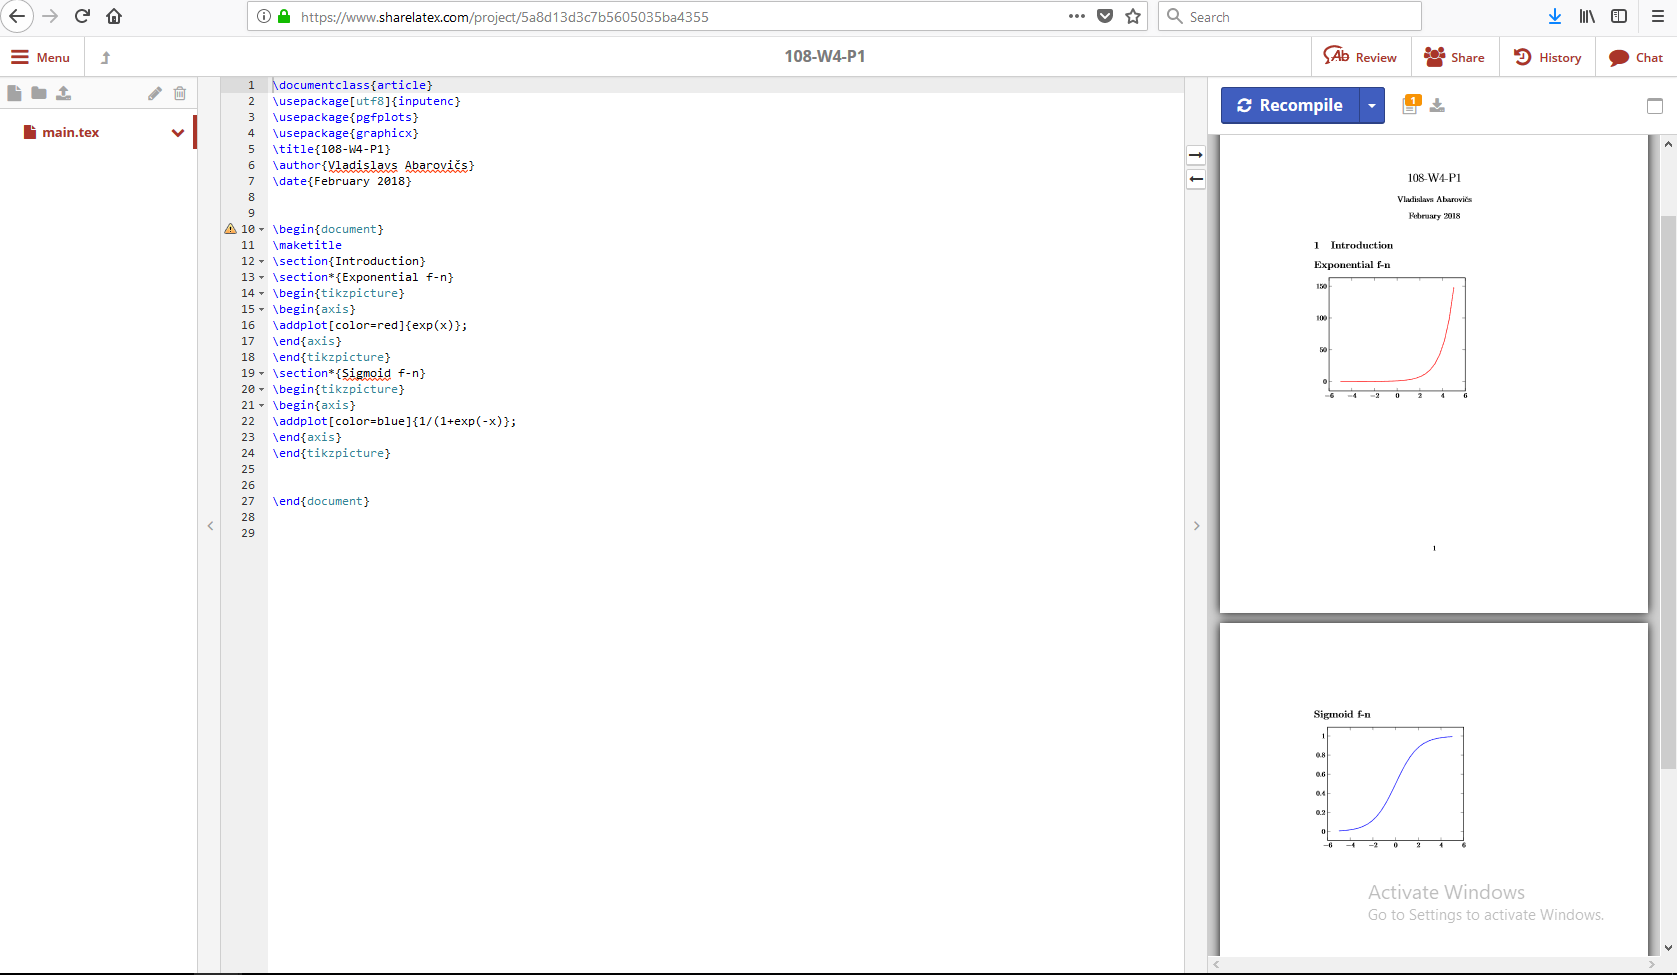 https://www.sharelatex.com/project/5a8d13d3c7b5605035ba4355
Search
Menu
108-W4-P1
Review
Share
History
Chat
main.tex
Recompile
1
1 \documentclass{article}
2 \usepackage[utf8]{inputenc}
3 \usepackage{pgfplots}
4 \usepackage{graphicx}
5 \title{108-W4-P1}
6 \author{Vladislavs Abarovičs}
7 \date{February 2018}
8
9
10 \begin{document}
11 \maketitle
12 \section{Introduction}
13 \section*{Exponential f-n}
14 \begin{tikzpicture}
15 \begin{axis}
16 \addplot[color=red]{exp(x)};
17 \end{axis}
18 \end{tikzpicture}
19 \section*{Sigmoid f-n}
20 \begin{tikzpicture}
21 \begin{axis}
22 \addplot[color=blue]{1/(1+exp(-x)};
23 \end{axis}
24 \end{tikzpicture}
25
26
27 \end{document}
28
29
108-W4-P1
Vladislavs Abarovičs
February 2018
1 Introduction
Exponential f-n
150
100
50
0
−6 −4 −2 0 2 4 6
1
Sigmoid f-n
1
0.8
0.6
0.4
0.2
0
−6 −4 −2 0 2 4 6
Activate Windows
Go to Settings to activate Windows.